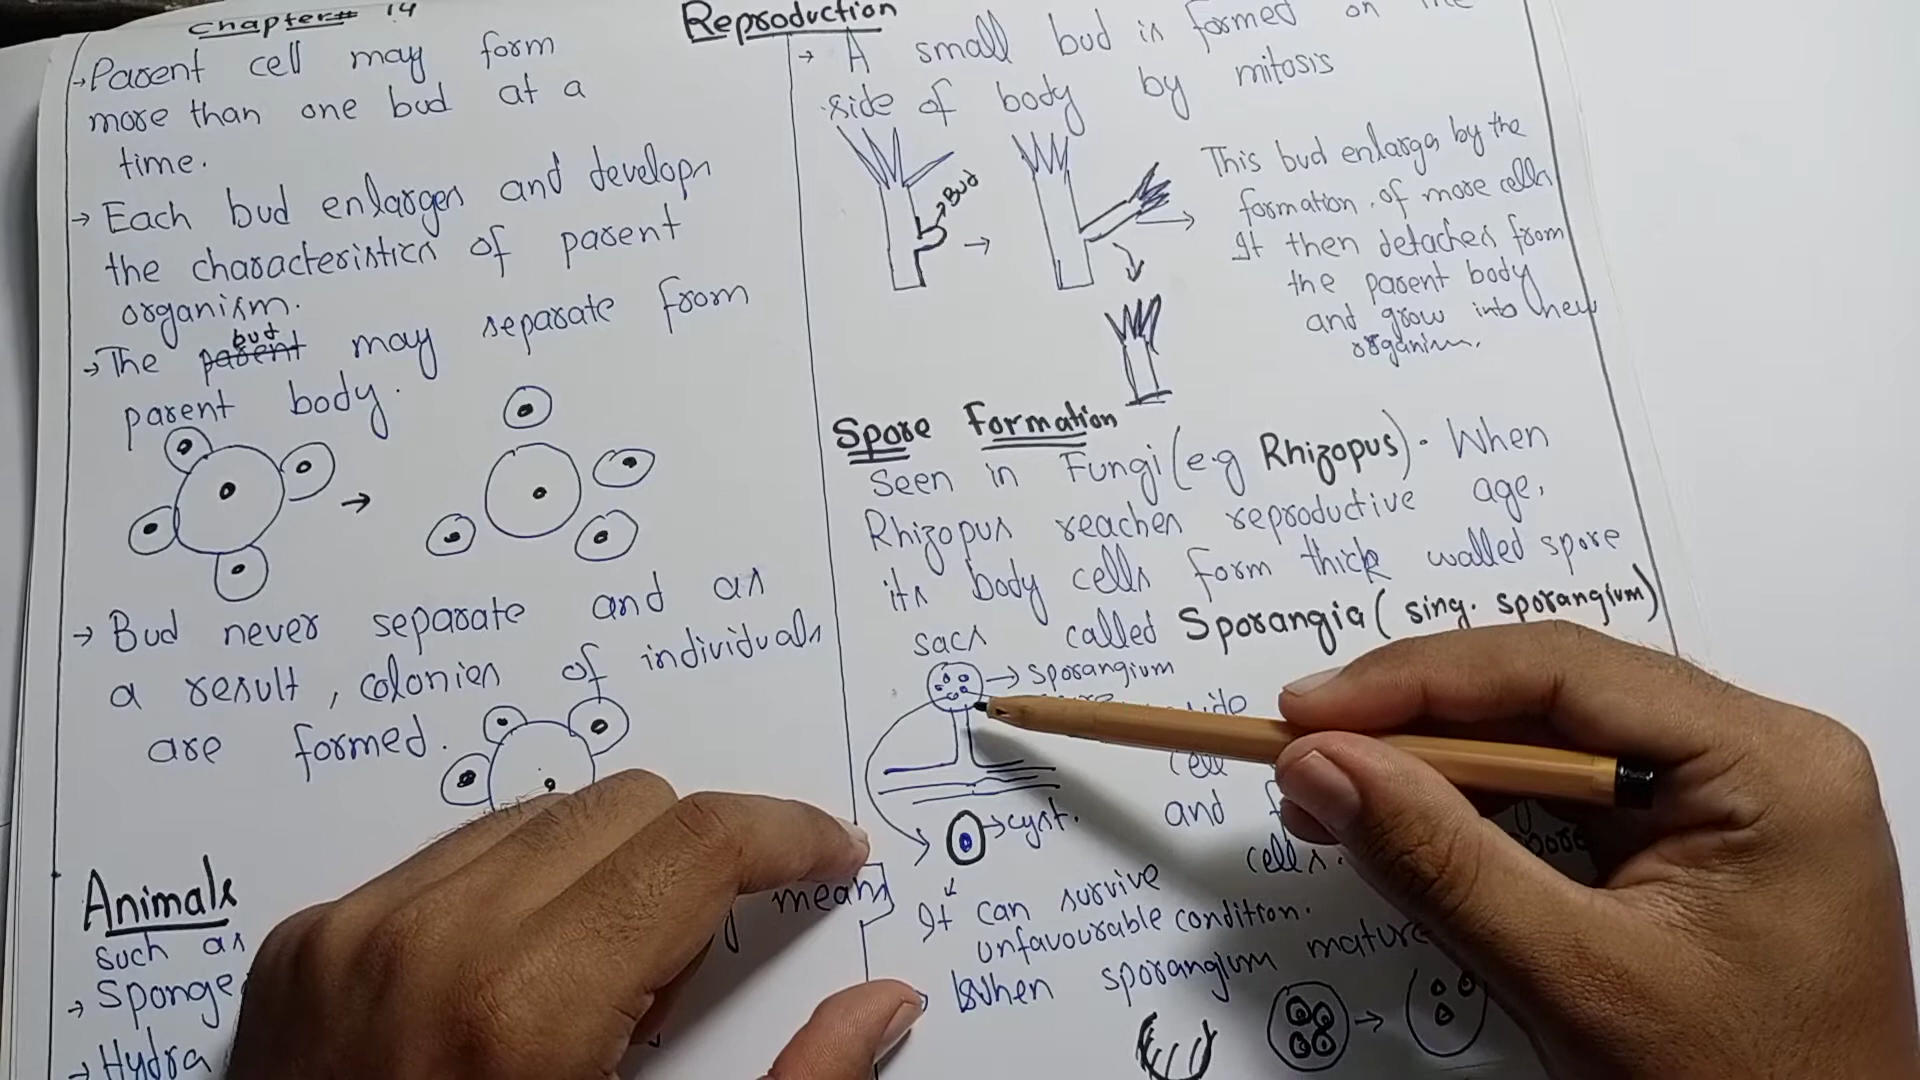 Chapter# 14
Reproduction
→ Parent cell may form
more than one bud at a
time.
→ Each bud enlarges and develops
the characteristics of parent
organism.
→ The parent bud may separate from
parent body.
→ Bud never separate and as
a result, colonies of individuals
are formed.
Animals
such as
→ Sponge
→ Hydra
means
→ A small bud is formed on
side of body by mitosis
Bud
This bud enlarges by the
formation of more cells
It then detaches from
the parent body
and grow into new
organism.
Spore Formation
Seen in Fungi (e.g Rhizopus). When
Rhizopus reaches reproductive age,
its body cells form thick walled spore
sacs called Sporangia (sing. sporangium)
→ Sporangium
cell
and
cells.
→ cyst.
It can survive
unfavourable condition.
When sporangium mature